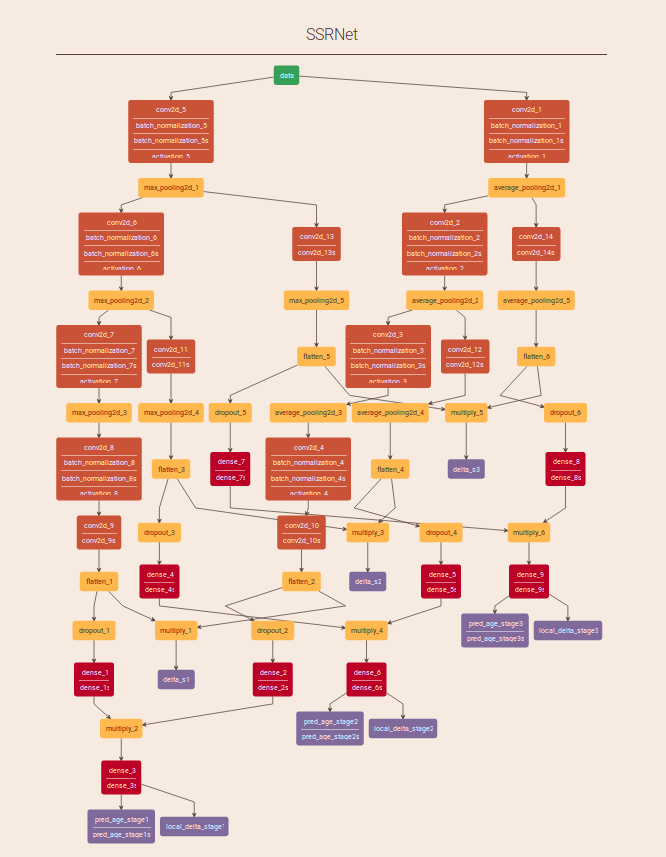 SSRNet
data
conv2d_5
batch_normalization_5
batch_normalization_5s
activation_5
conv2d_1
batch_normalization_1
batch_normalization_1s
activation_1
max_pooling2d_1
average_pooling2d_1
conv2d_6
batch_normalization_6
batch_normalization_6s
activation_6
conv2d_13
conv2d_13s
conv2d_2
batch_normalization_2
batch_normalization_2s
activation_2
conv2d_14
conv2d_14s
max_pooling2d_2
max_pooling2d_5
average_pooling2d_2
average_pooling2d_5
conv2d_7
batch_normalization_7
batch_normalization_7s
activation_7
conv2d_11
conv2d_11s
flatten_5
conv2d_3
batch_normalization_3
batch_normalization_3s
activation_3
conv2d_12
conv2d_12s
flatten_6
max_pooling2d_3
max_pooling2d_4
dropout_5
average_pooling2d_3
average_pooling2d_4
multiply_5
dropout_6
conv2d_8
batch_normalization_8
batch_normalization_8s
activation_8
flatten_3
dense_7
dense_7s
conv2d_4
batch_normalization_4
batch_normalization_4s
activation_4
flatten_4
delta_s3
dense_8
dense_8s
conv2d_9
conv2d_9s
dropout_3
conv2d_10
conv2d_10s
multiply_3
dropout_4
multiply_6
flatten_1
dense_4
dense_4s
flatten_2
delta_s2
dense_5
dense_5s
dense_9
dense_9s
dropout_1
multiply_1
dropout_2
multiply_4
pred_age_stage3
pred_age_stage3s
local_delta_stage3
dense_1
dense_1s
delta_s1
dense_2
dense_2s
dense_6
dense_6s
multiply_2
pred_age_stage2
pred_age_stage2s
local_delta_stage2
dense_3
dense_3s
pred_age_stage1
pred_age_stage1s
local_delta_stage1